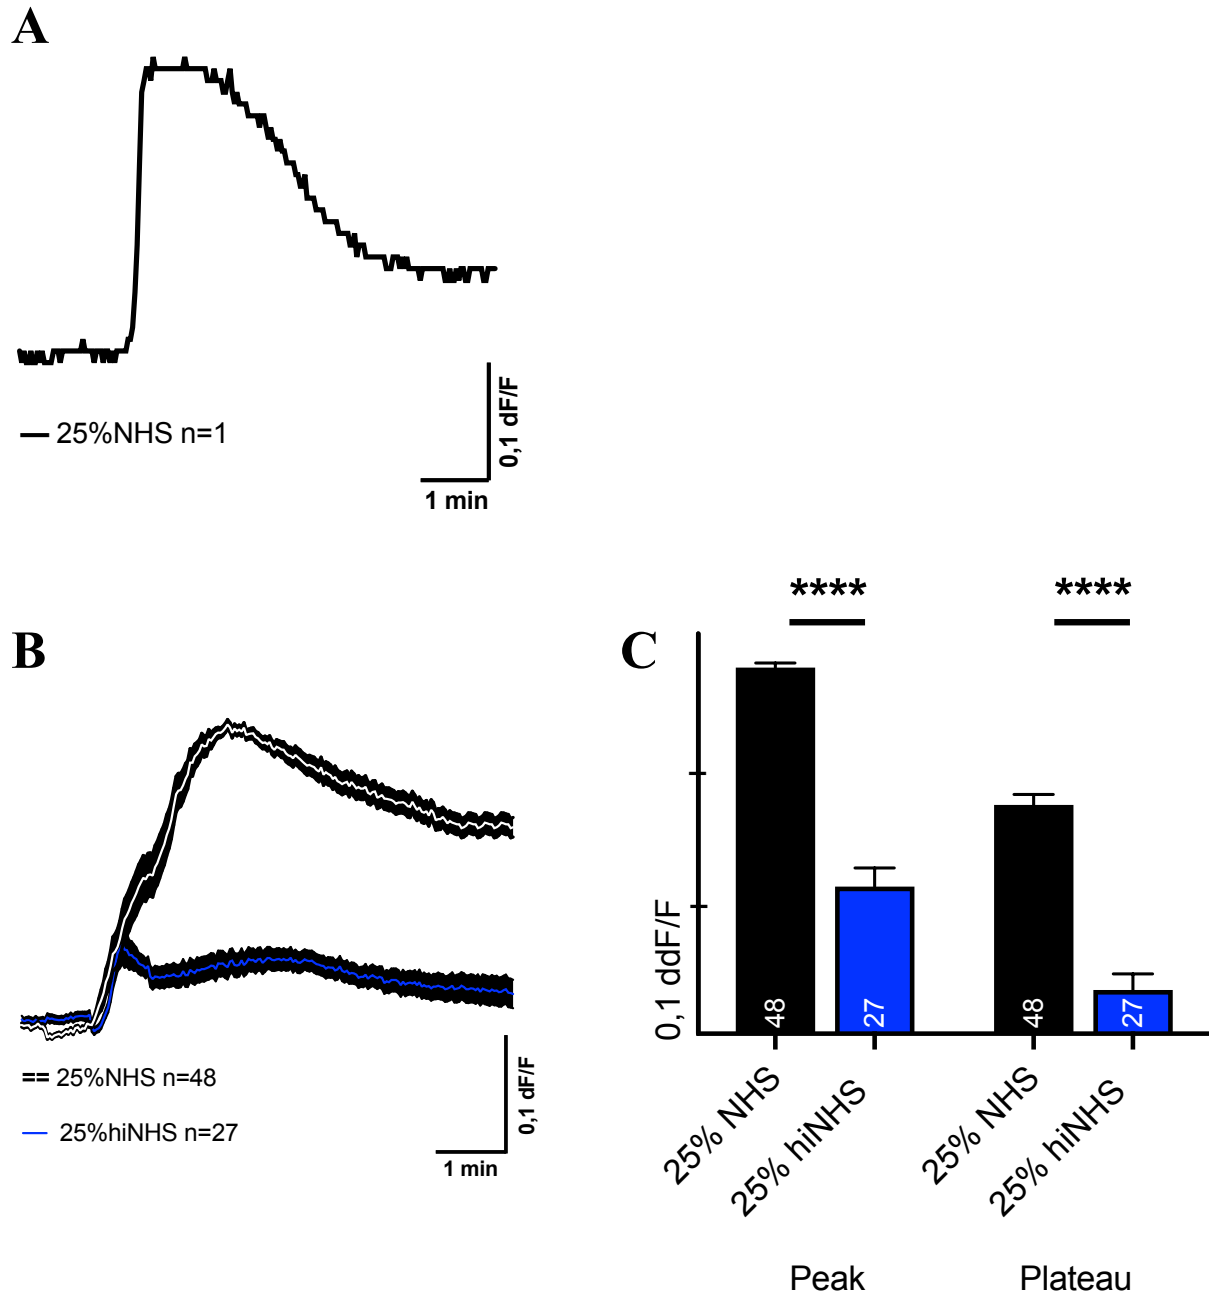 A
25%NHS n=1
0,1 dF/F
1 min
B
25%NHS n=48
25%hiNHS n=27
0,1 dF/F
1 min
C
**** ****
0,1 ddF/F
48 27 48 27
25% NHS 25% hiNHS 25% NHS 25% hiNHS
Peak Plateau